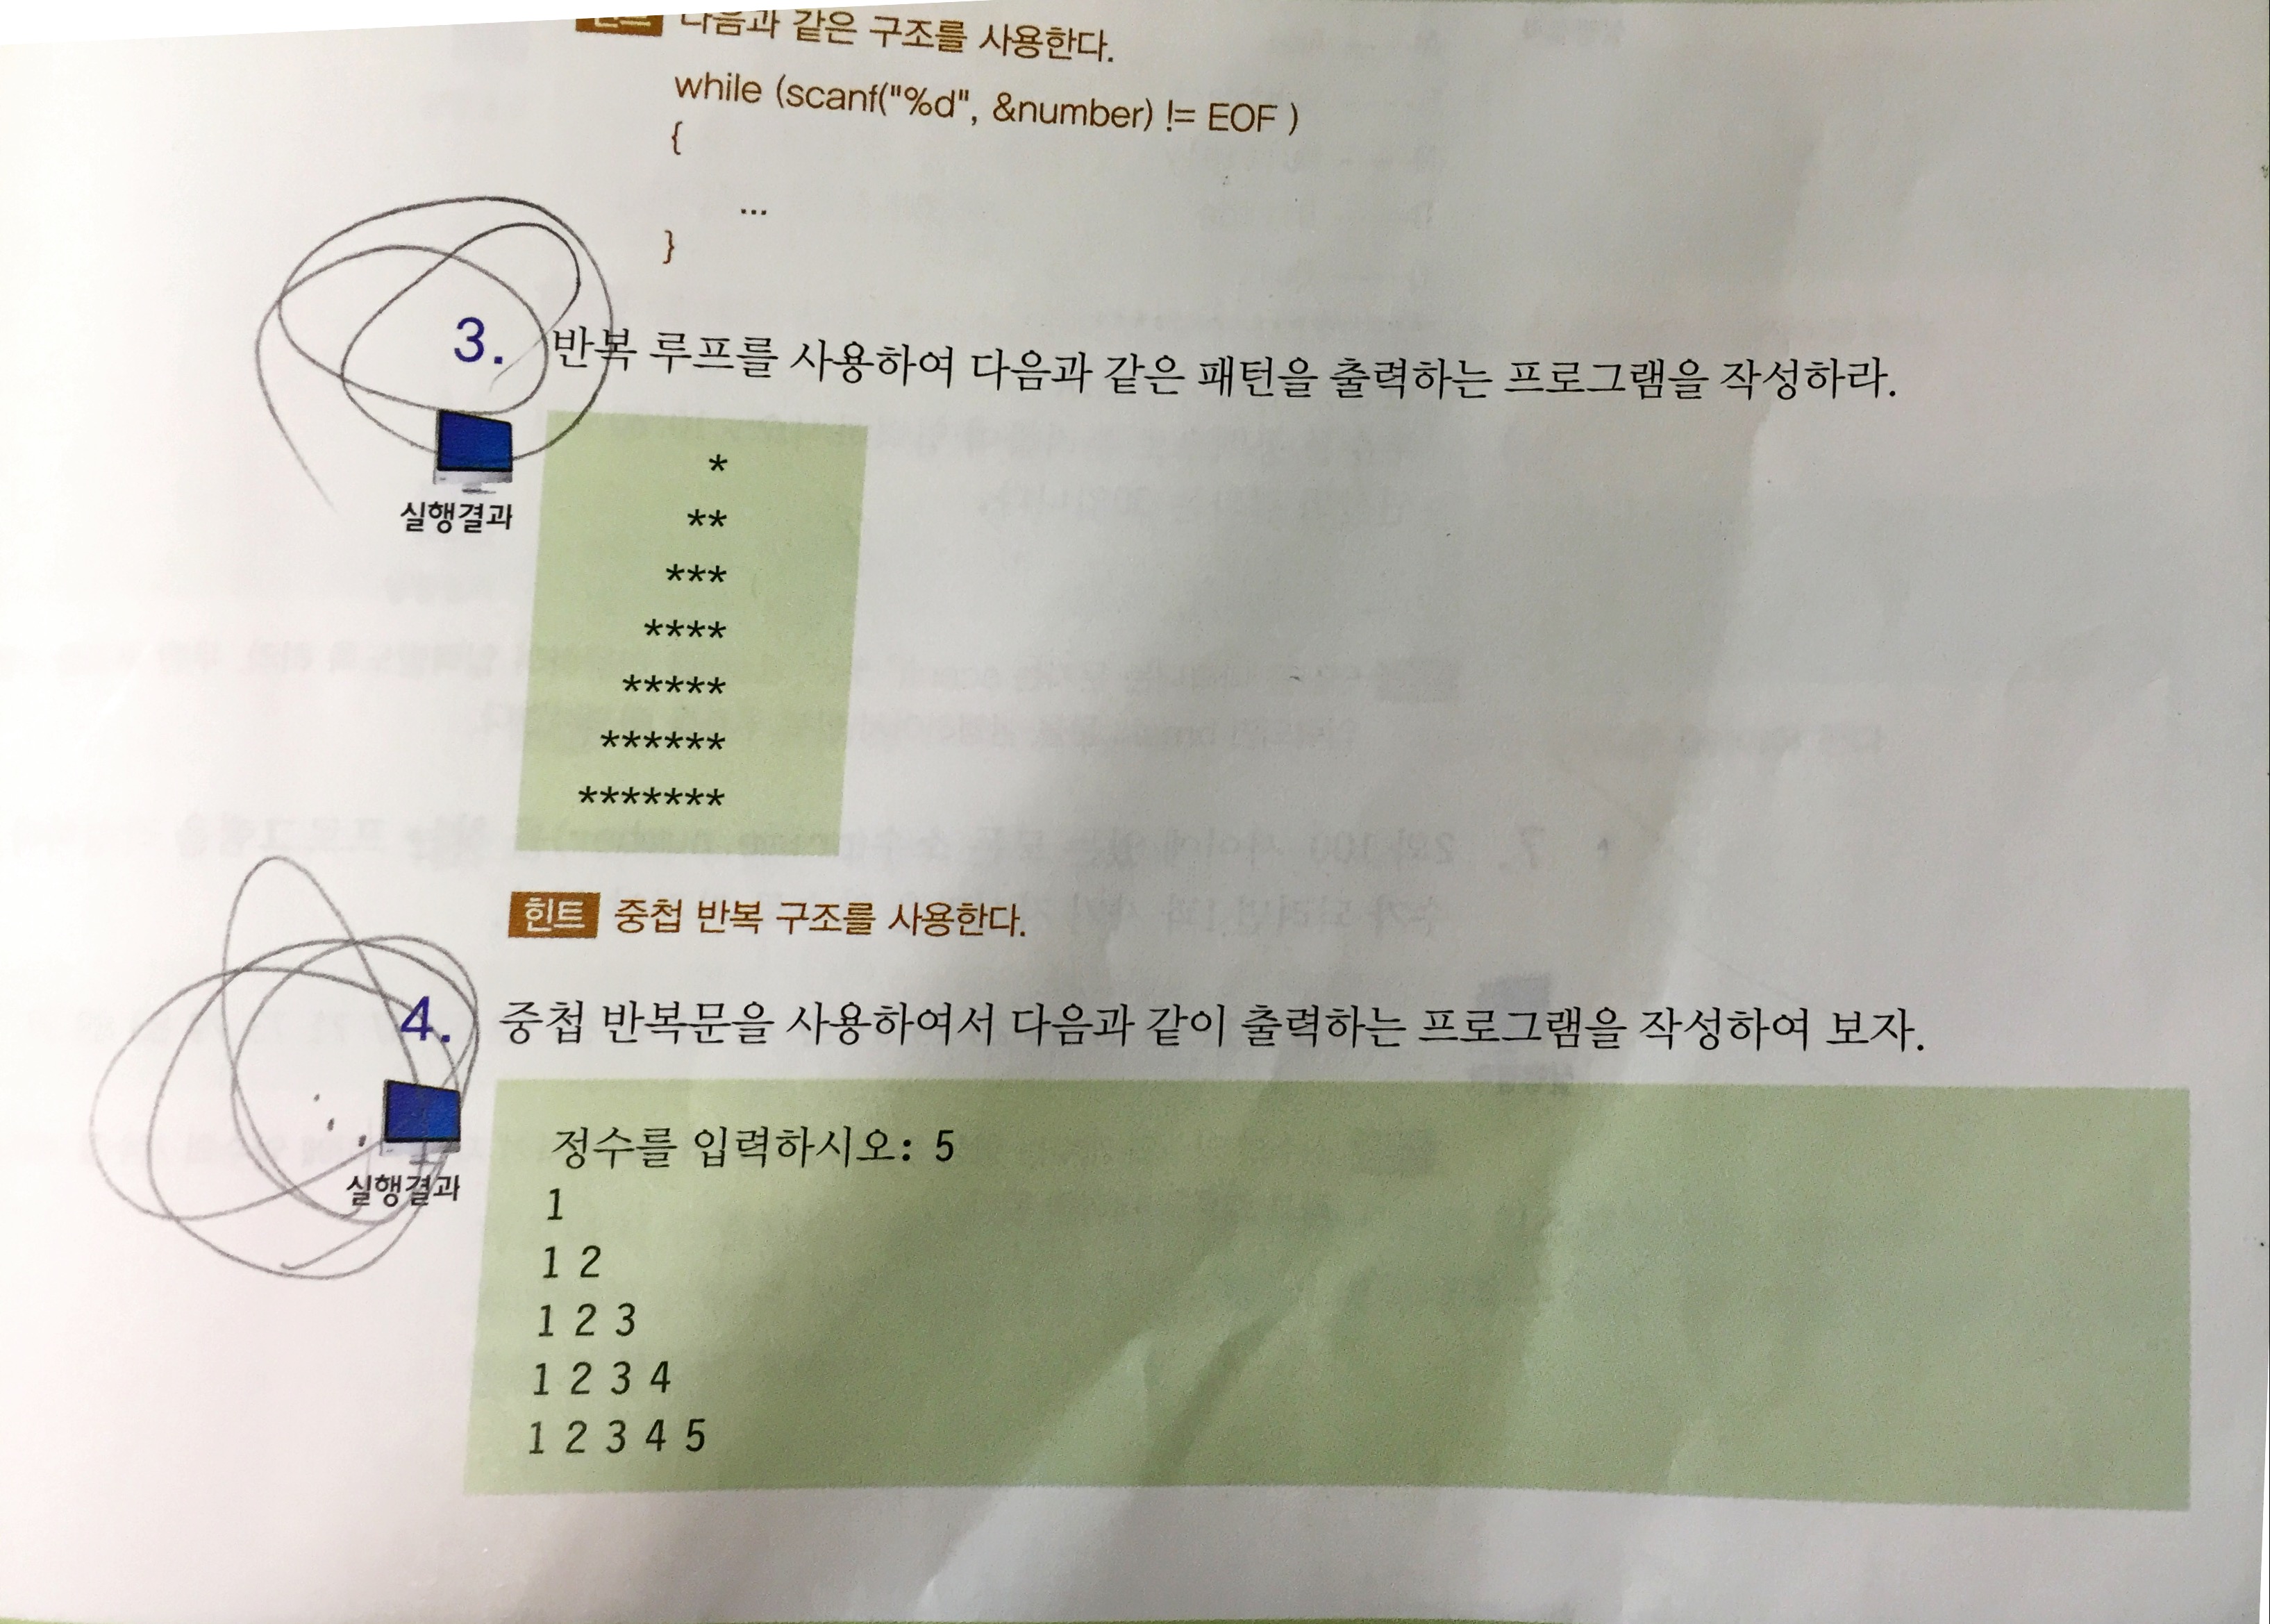 힌트 다음과 같은 구조를 사용한다.
while (scanf("%d", &number) != EOF )
{
...
}
3. 반복 루프를 사용하여 다음과 같은 패턴을 출력하는 프로그램을 작성하라.
실행결과
*
**
***
****
*****
******
*******
힌트 중첩 반복 구조를 사용한다.
4. 중첩 반복문을 사용하여서 다음과 같이 출력하는 프로그램을 작성하여 보자.
실행결과
정수를 입력하시오: 5
1
1 2
1 2 3
1 2 3 4
1 2 3 4 5